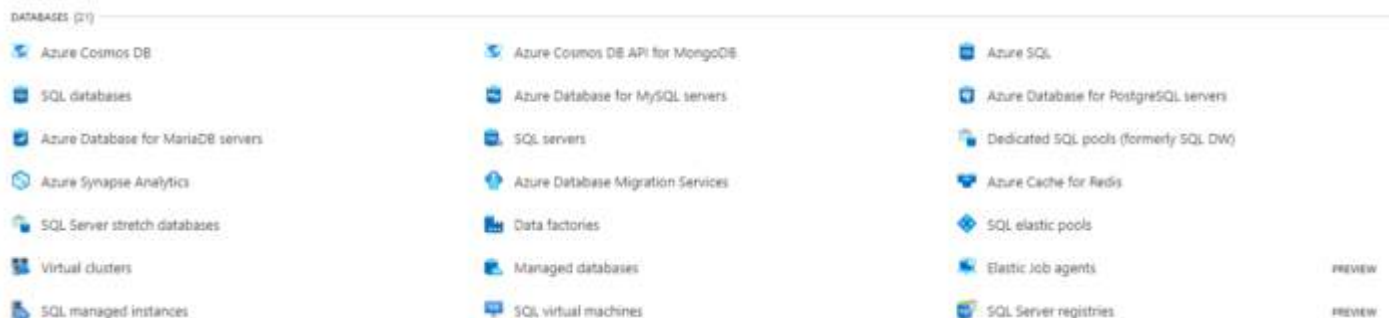 DATABASES (21)
Azure Cosmos DB Azure Cosmos DB API for MongoDB Azure SQL
SQL databases Azure Database for MySQL servers Azure Database for PostgreSQL servers
Azure Database for MariaDB servers SQL servers Dedicated SQL pools (formerly SQL DW)
Azure Synapse Analytics Azure Database Migration Services Azure Cache for Redis
SQL Server stretch databases Data factories SQL elastic pools
Virtual clusters Managed databases Elastic Job agents PREVIEW
SQL managed instances SQL virtual machines SQL Server registries PREVIEW